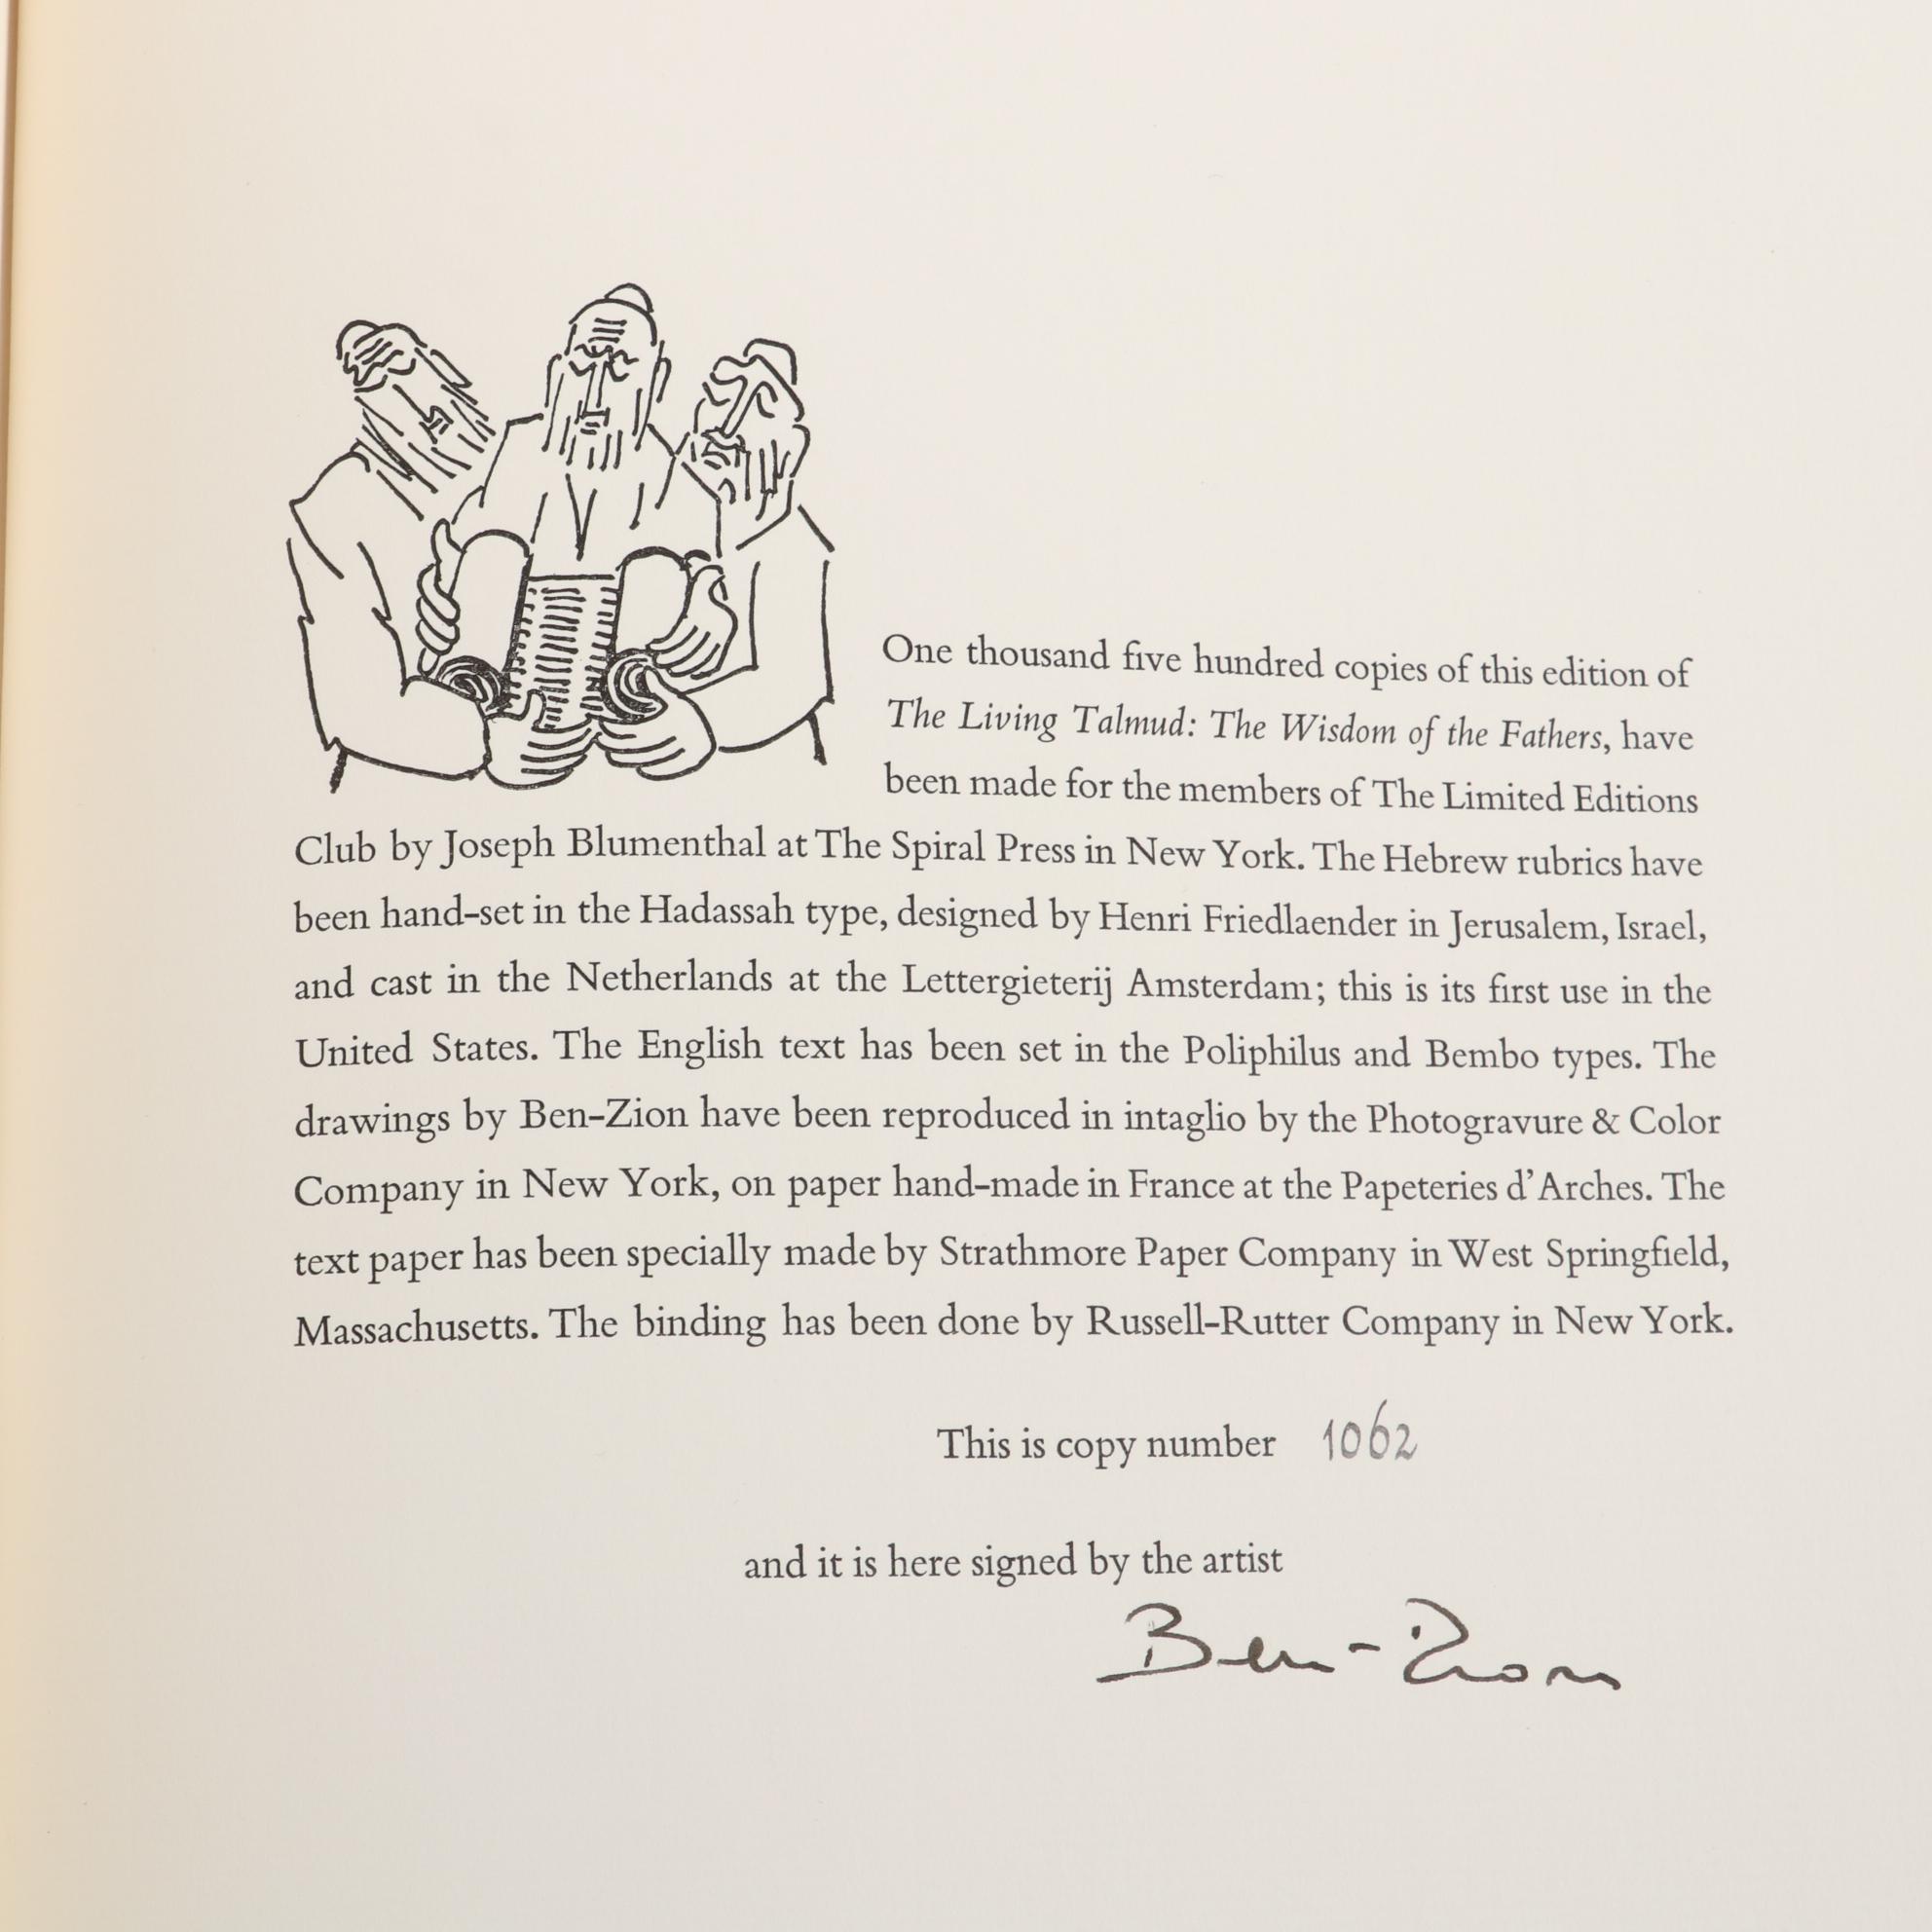 One thousand five hundred copies of this edition of
The Living Talmud: The Wisdom of the Fathers, have
been made for the members of The Limited Editions
Club by Joseph Blumenthal at The Spiral Press in New York. The Hebrew rubrics have
been hand-set in the Hadassah type, designed by Henri Friedlaender in Jerusalem, Israel,
and cast in the Netherlands at the Lettergieterij Amsterdam; this is its first use in the
United States. The English text has been set in the Poliphilus and Bembo types. The
drawings by Ben-Zion have been reproduced in intaglio by the Photogravure & Color
Company in New York, on paper hand-made in France at the Papeteries d'Arches. The
text paper has been specially made by Strathmore Paper Company in West Springfield,
Massachusetts. The binding has been done by Russell-Rutter Company in New York.
This is copy number 1062
and it is here signed by the artist
Ben-Zion